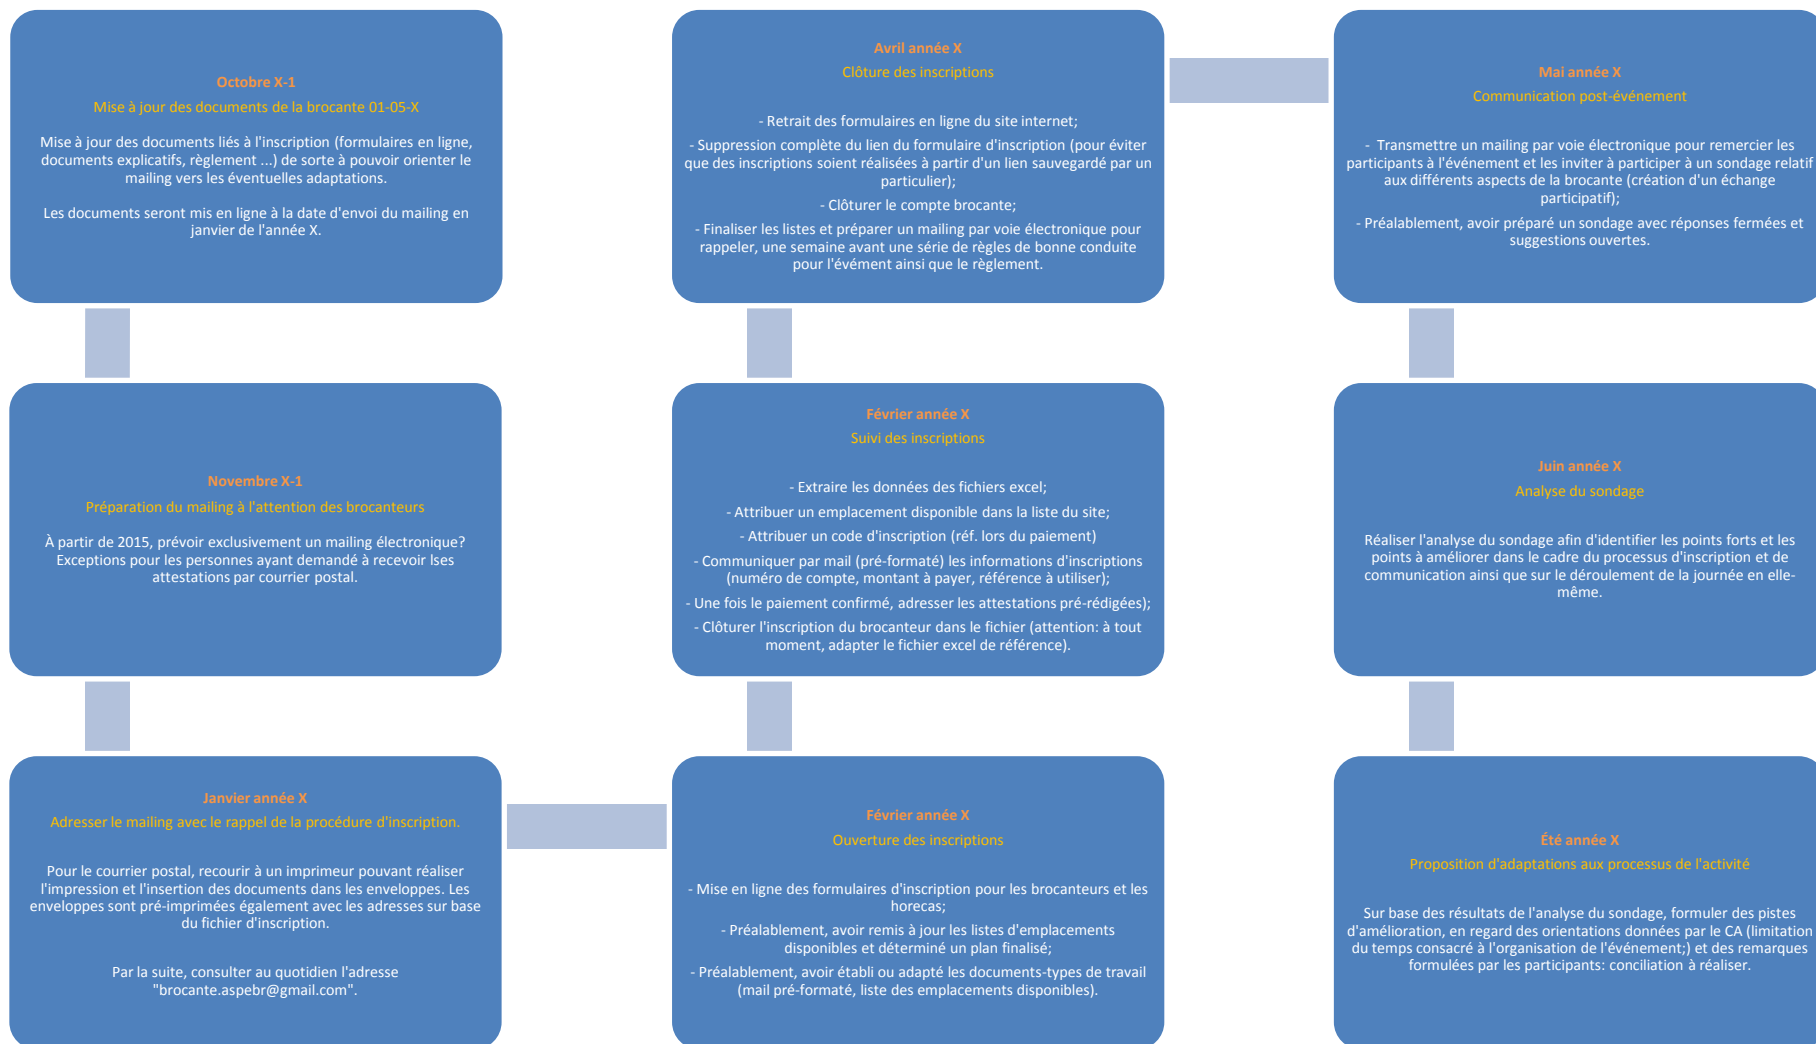 Octobre X-1
Mise à jour des documents de la brocante 01-05-X
Mise à jour des documents liés à l'inscription (formulaires en ligne,
documents explicatifs, règlement ...) de sorte à pouvoir orienter le
mailing vers les éventuelles adaptations.
Les documents seront mis en ligne à la date d'envoi du mailing en
janvier de l'année X.
Novembre X-1
Préparation du mailing à l'attention des brocanteurs
À partir de 2015, prévoir exclusivement un mailing électronique?
Exceptions pour les personnes ayant demandé à recevoir lses
attestations par courrier postal.
Janvier année X
Adresser le mailing avec le rappel de la procédure d'inscription.
Pour le courrier postal, recourir à un imprimeur pouvant réaliser
l'impression et l'insertion des documents dans les enveloppes. Les
enveloppes sont pré-imprimées également avec les adresses sur base
du fichier d'inscription.
Par la suite, consulter au quotidien l'adresse
"brocante.aspebr@gmail.com".
Février année X
Ouverture des inscriptions
- Mise en ligne des formulaires d'inscription pour les brocanteurs et les
horecas;
- Préalablement, avoir remis à jour les listes d'emplacements
disponibles et déterminé un plan finalisé;
- Préalablement, avoir établi ou adapté les documents-types de travail
(mail pré-formaté, liste des emplacements disponibles).
Février année X
Suivi des inscriptions
- Extraire les données des fichiers excel;
- Attribuer un emplacement disponible dans la liste du site;
- Attribuer un code d'inscription (réf. lors du paiement)
- Communiquer par mail (pré-formaté) les informations d'inscriptions
(numéro de compte, montant à payer, référence à utiliser);
- Une fois le paiement confirmé, adresser les attestations pré-rédigées);
- Clôturer l'inscription du brocanteur dans le fichier (attention: à tout
moment, adapter le fichier excel de référence).
Avril année X
Clôture des inscriptions
- Retrait des formulaires en ligne du site internet;
- Suppression complète du lien du formulaire d'inscription (pour éviter
que des inscriptions soient réalisées à partir d'un lien sauvegardé par un
particulier);
- Clôturer le compte brocante;
- Finaliser les listes et préparer un mailing par voie électronique pour
rappeler, une semaine avant une série de règles de bonne conduite
pour l'évément ainsi que le règlement.
Mai année X
Communication post-événement
- Transmettre un mailing par voie électronique pour remercier les
participants à l'événement et les inviter à participer à un sondage relatif
aux différents aspects de la brocante (création d'un échange
participatif);
- Préalablement, avoir préparé un sondage avec réponses fermées et
suggestions ouvertes.
Juin année X
Analyse du sondage
Réaliser l'analyse du sondage afin d'identifier les points forts et les
points à améliorer dans le cadre du processus d'inscription et de
communication ainsi que sur le déroulement de la journée en elle-
même.
Été année X
Proposition d'adaptations aux processus de l'activité
Sur base des résultats de l'analyse du sondage, formuler des pistes
d'amélioration, en regard des orientations données par le CA (limitation
du temps consacré à l'organisation de l'événement;) et des remarques
formulées par les participants: conciliation à réaliser.